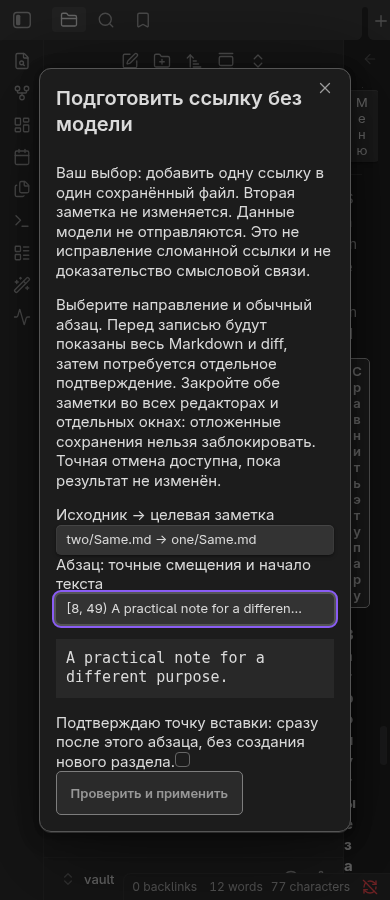 Подготовить ссылку без
модели
Ваш выбор: добавить одну ссылку в
один сохранённый файл. Вторая
заметка не изменяется. Данные
модели не отправляются. Это не
исправление сломанной ссылки и не
доказательство смысловой связи.
Выберите направление и обычный
абзац. Перед записью будут
показаны весь Markdown и diff,
затем потребуется отдельное
подтверждение. Закройте обе
заметки во всех редакторах и
отдельных окнах: отложенные
сохранения нельзя заблокировать.
Точная отмена доступна, пока
результат не изменён.
Исходник → целевая заметка
two/Same.md → one/Same.md
Абзац: точные смещения и начало
текста
[8, 49) A practical note for a differen...
A practical note for a
different purpose.
Подтверждаю точку вставки: сразу
после этого абзаца, без создания
нового раздела.
Проверить и применить
М
е
н
ю
vault
0 backlinks 12 words 77 characters